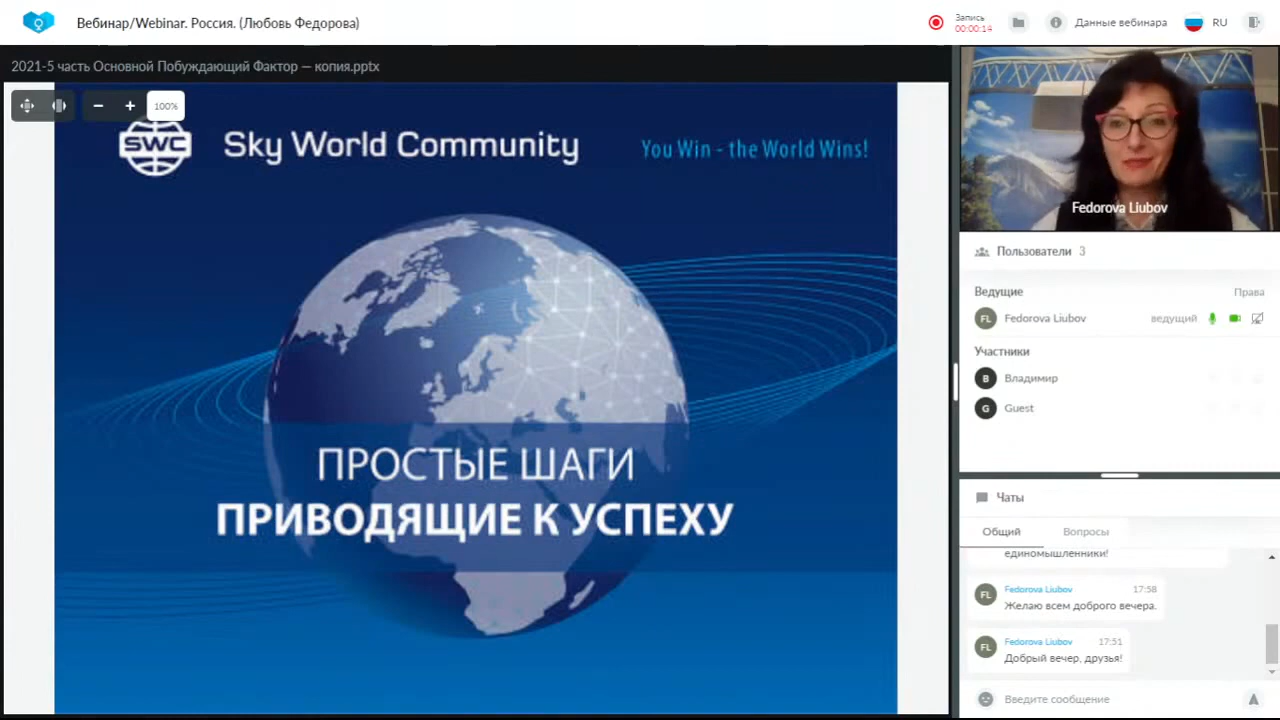 Вебинар/Webinar. Россия. (Любовь Федорова)
Запись
00:00:14
Данные вебинара
RU
2021-5 часть Основной Побуждающий Фактор — копия.pptx
100%
SWC
Sky World Community
You Win - the World Wins!
ПРОСТЫЕ ШАГИ
ПРИВОДЯЩИЕ К УСПЕХУ
Fedorova Liubov
Пользователи 3
Ведущие
Права
FL
Fedorova Liubov
ведущий
Участники
В
Владимир
G
Guest
Чаты
Общий
Вопросы
единомышленники!
FL
Fedorova Liubov
17:58
Желаю всем доброго вечера.
FL
Fedorova Liubov
17:51
Добрый вечер, друзья!
Введите сообщение